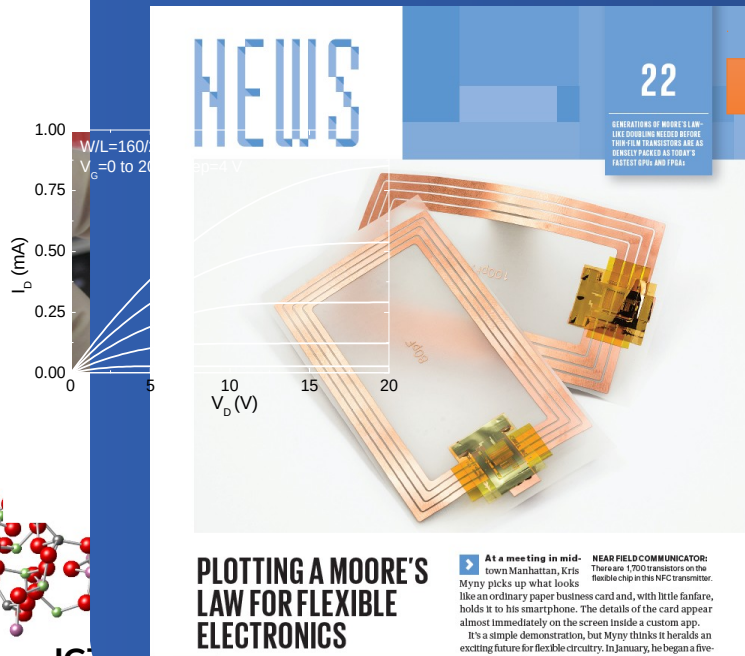 NEWS
22
GENERATIONS OF MOORE'S LAW–
LIKE DOUBLING NEEDED BEFORE
THIN-FILM TRANSISTORS ARE AS
DENSELY PACKED AS TODAY'S
FASTEST GPUs AND FPGAs
W/L=160/
VG=0 to 20
ep=4 V
1.00
0.75
0.50
0.25
0.00
ID (mA)
0
5
10
15
20
VD (V)
100pF
80pF
PLOTTING A MOORE'S
LAW FOR FLEXIBLE
ELECTRONICS
At a meeting in mid-
town Manhattan, Kris
Myny picks up what looks
like an ordinary paper business card and, with little fanfare,
holds it to his smartphone. The details of the card appear
almost immediately on the screen inside a custom app.
It's a simple demonstration, but Myny thinks it heralds an
exciting future for flexible circuitry. In January, he began a five-
NEAR FIELD COMMUNICATOR:
There are 1,700 transistors on the
flexible chip in this NFC transmitter.